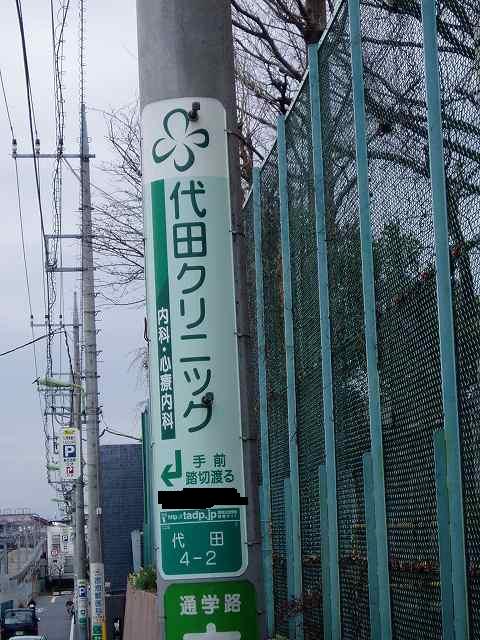 代田クリニック
内科・心療内科
手前
踏切渡る
http://tadp.jp
代田
4-2
通学路
P